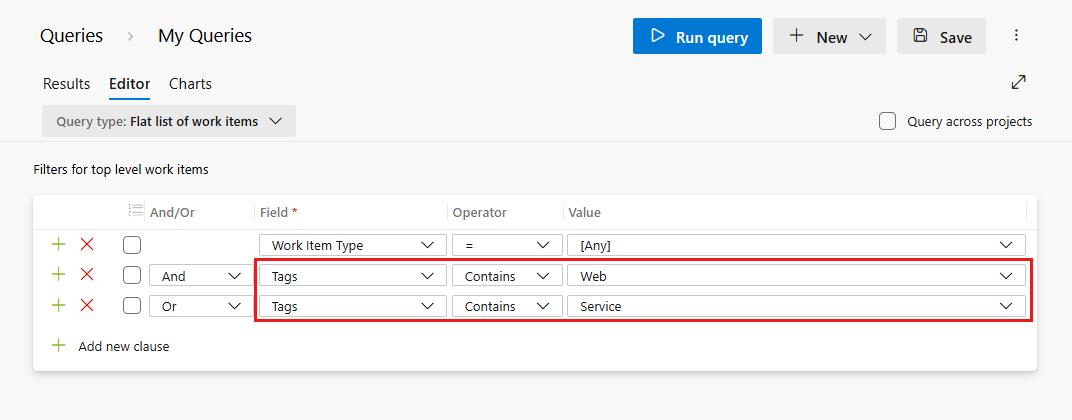 Queries > My Queries Run query New Save
Results Editor Charts
Query type: Flat list of work items Query across projects
Filters for top level work items
And/Or Field * Operator Value
Work Item Type = [Any]
And Tags Contains Web
Or Tags Contains Service
Add new clause